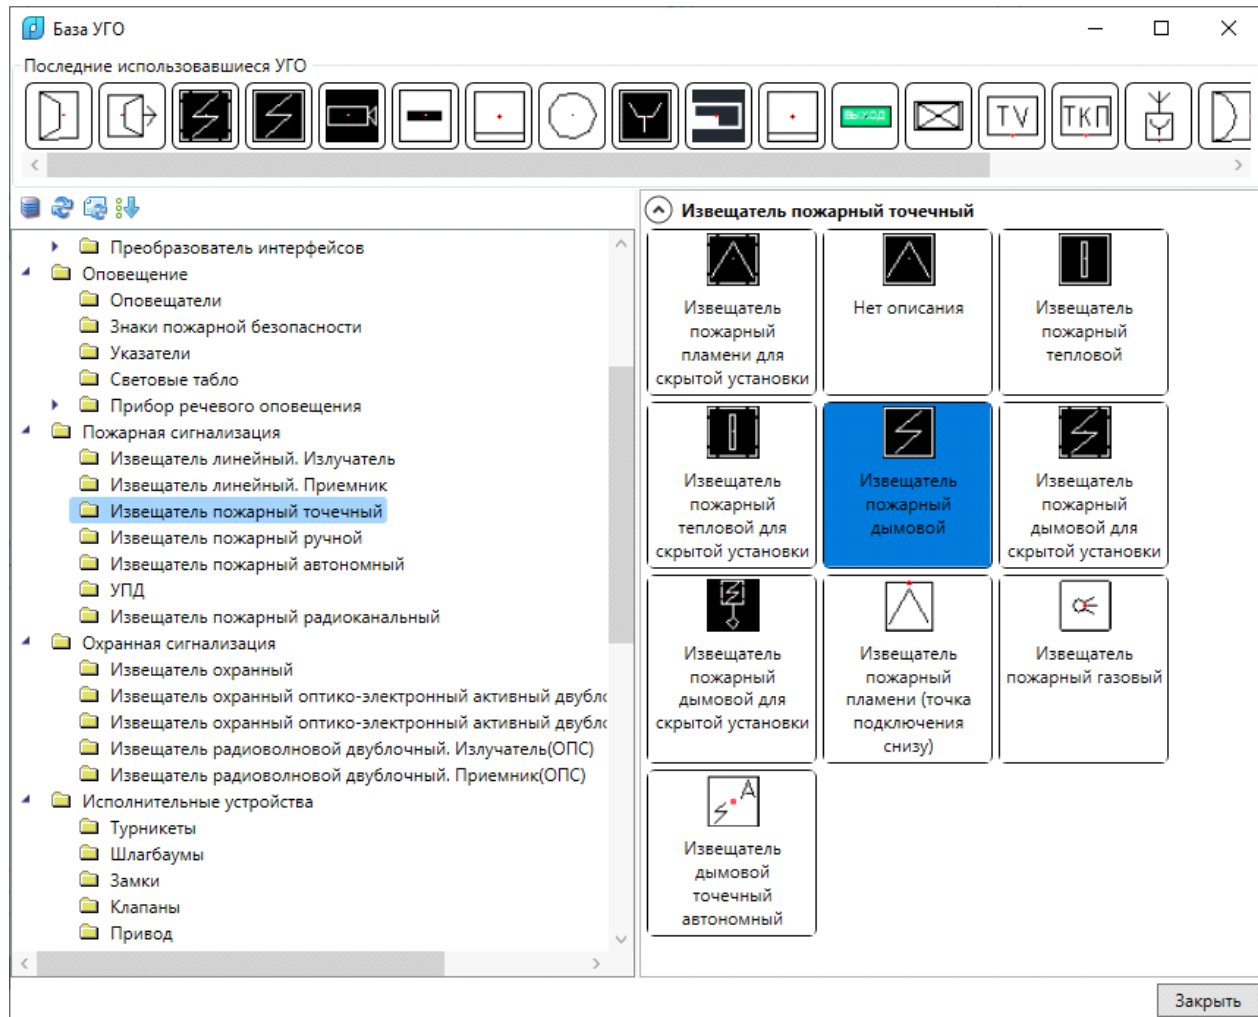 База УГО
Последние использовавшиеся УГО
ВЫХОД
TV
ТКП
Преобразователь интерфейсов
Оповещение
Оповещатели
Знаки пожарной безопасности
Указатели
Световые табло
Прибор речевого оповещения
Пожарная сигнализация
Извещатель линейный. Излучатель
Извещатель линейный. Приемник
Извещатель пожарный точечный
Извещатель пожарный ручной
Извещатель пожарный автономный
УПД
Извещатель пожарный радиоканальный
Охранная сигнализация
Извещатель охранный
Извещатель охранный оптико-электронный активный двубло
Извещатель охранный оптико-электронный активный двубло
Извещатель радиоволновой двублочный. Излучатель(ОПС)
Извещатель радиоволновой двублочный. Приемник(ОПС)
Исполнительные устройства
Турникеты
Шлагбаумы
Замки
Клапаны
Привод
Извещатель пожарный точечный
Извещатель
пожарный
пламени для
скрытой установки
Нет описания
Извещатель
пожарный
тепловой
Извещатель
пожарный
тепловой для
скрытой установки
Извещатель
пожарный
дымовой
Извещатель
пожарный
дымовой для
скрытой установки
Извещатель
пожарный
дымовой для
скрытой установки
Извещатель
пожарный
пламени (точка
подключения
снизу)
Извещатель
пожарный газовый
A
Извещатель
дымовой
точечный
автономный
Закрыть